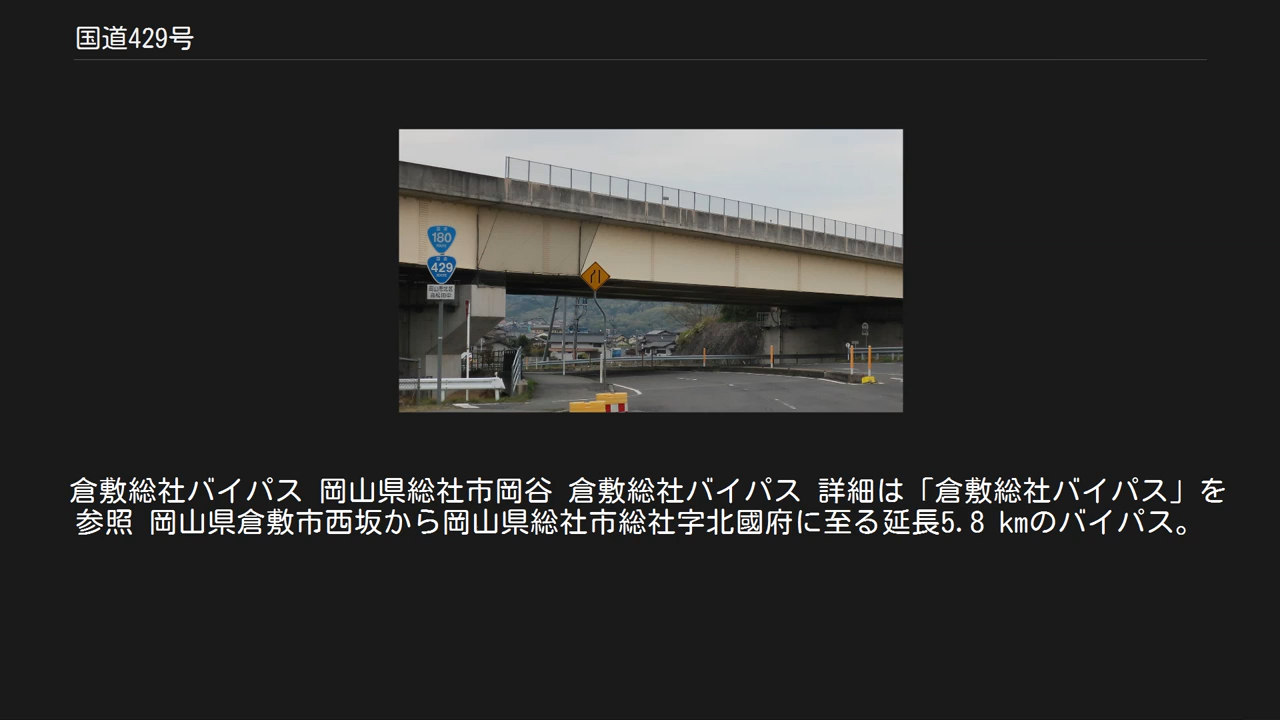 国道429号
180
429
倉敷総社バイパス 岡山県総社市岡谷 倉敷総社バイパス 詳細は「倉敷総社バイパス」を
参照 岡山県倉敷市西坂から岡山県総社市総社字北國府に至る延長5.8 kmのバイパス。